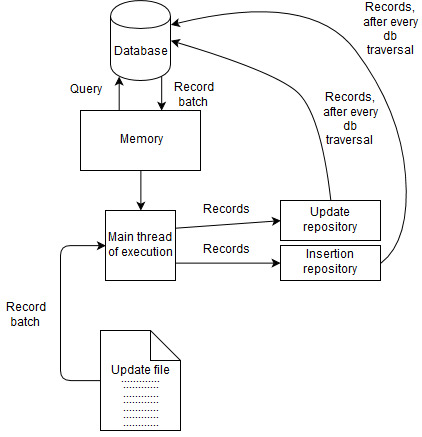 Records,
after every
db
traversal
Database
Records,
after every
db
traversal
Query
Record
batch
Memory
Records
Update
repository
Main thread
of execution
Records
Insertion
repository
Record
batch
Update file